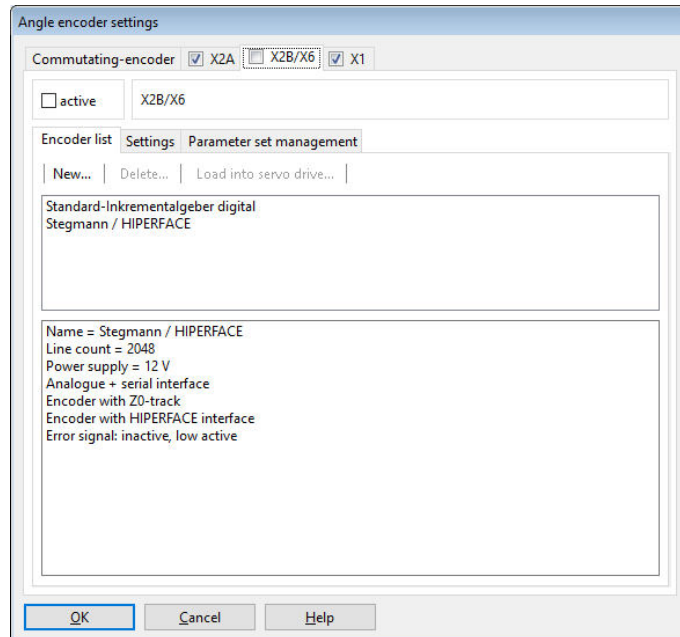 Angle encoder settings
Commutating-encoder X2A X2B/X6 X1
active X2B/X6
Encoder list Settings Parameter set management
New... Delete... Load into servo drive...
Standard-Inkrementalgeber digital
Stegmann / HIPERFACE
Name = Stegmann / HIPERFACE
Line count = 2048
Power supply = 12 V
Analogue + serial interface
Encoder with Z0-track
Encoder with HIPERFACE interface
Error signal: inactive, low active
OK Cancel Help